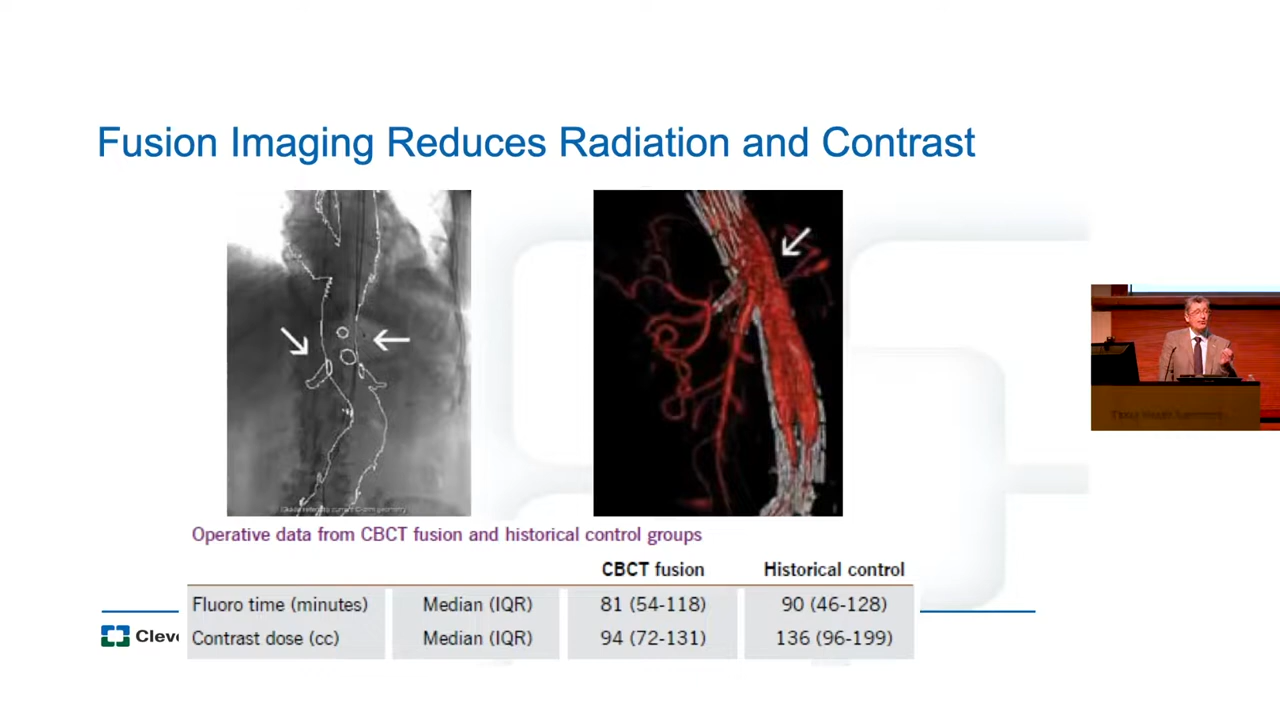 Fusion Imaging Reduces Radiation and Contrast
Operative data from CBCT fusion and historical control groups
CBCT fusion Historical control
Fluoro time (minutes) Median (IQR) 81 (54-118) 90 (46-128)
Contrast dose (cc) Median (IQR) 94 (72-131) 136 (96-199)
Cleve